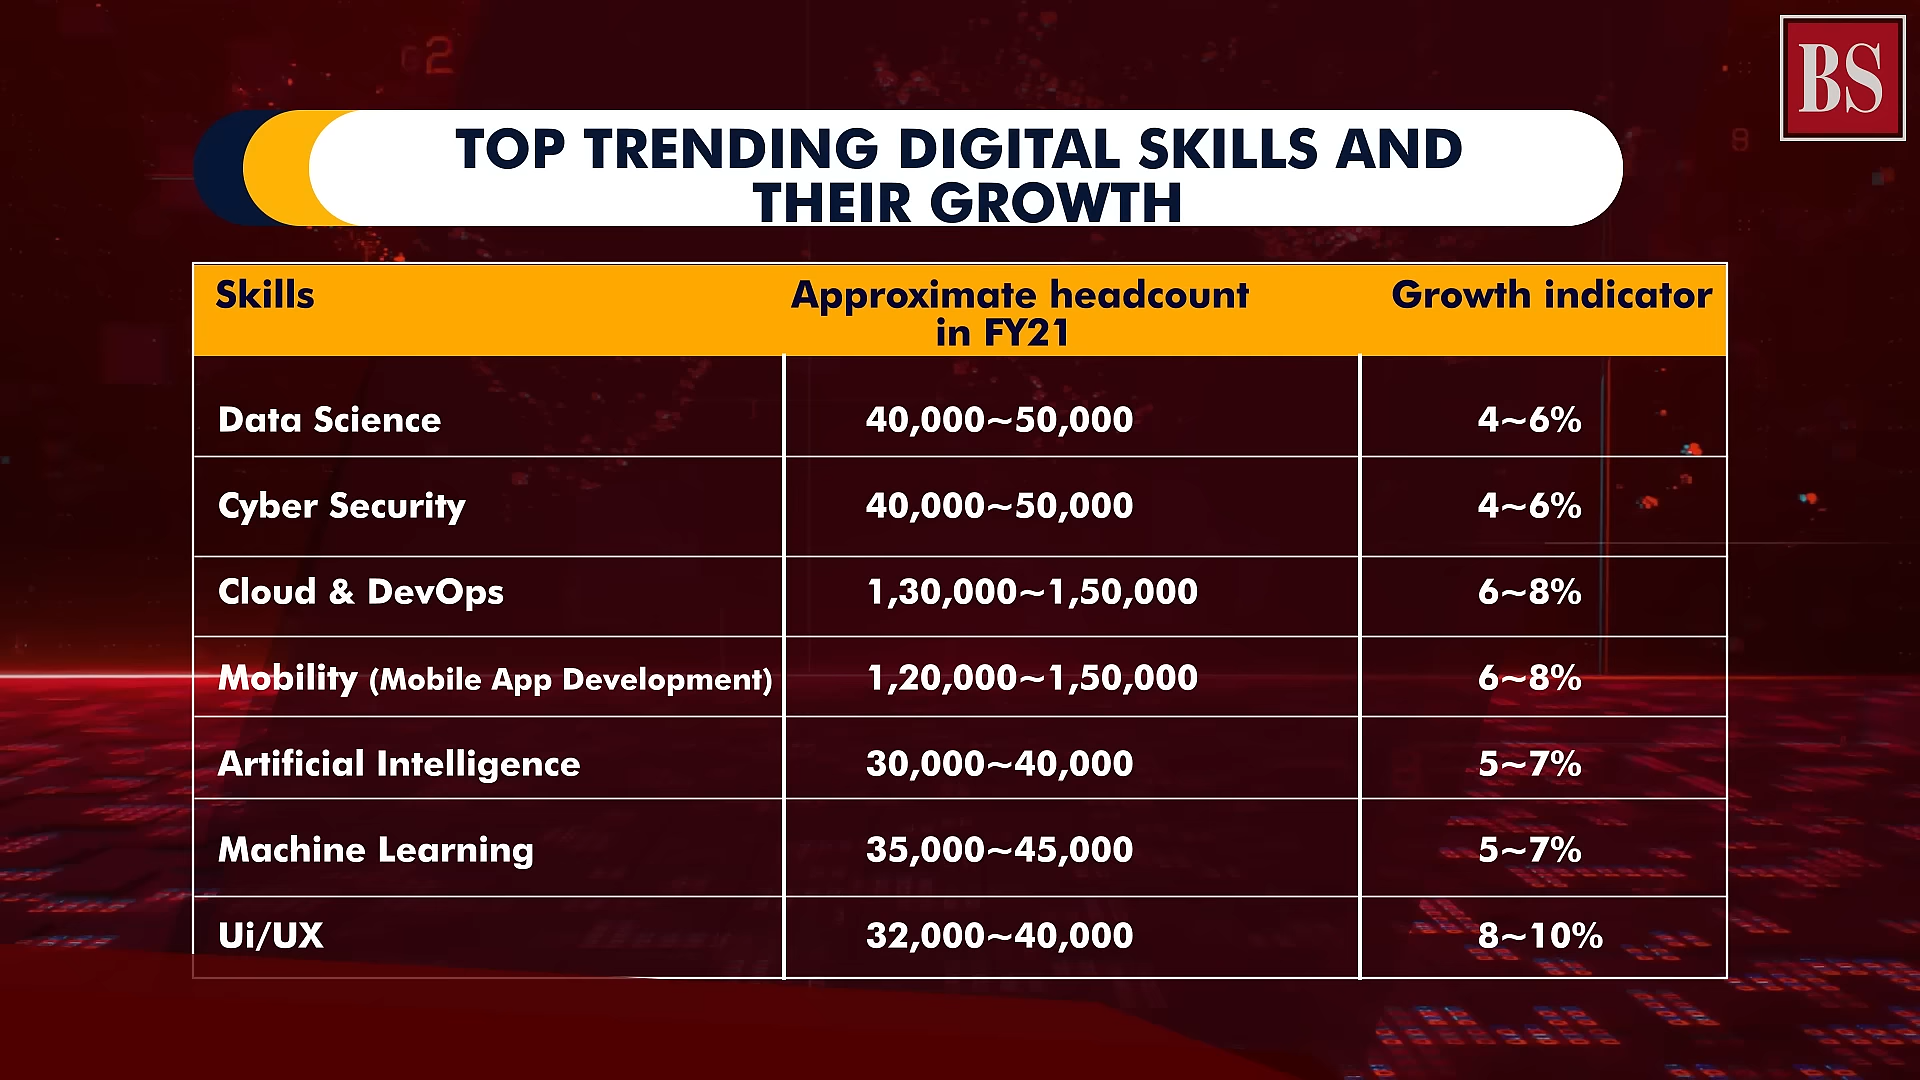 BS
TOP TRENDING DIGITAL SKILLS AND
THEIR GROWTH
Skills Approximate headcount Growth indicator
in FY21
Data Science 40,000~50,000 4~6%
Cyber Security 40,000~50,000 4~6%
Cloud & DevOps 1,30,000~1,50,000 6~8%
Mobility (Mobile App Development) 1,20,000~1,50,000 6~8%
Artificial Intelligence 30,000~40,000 5~7%
Machine Learning 35,000~45,000 5~7%
Ui/UX 32,000~40,000 8~10%